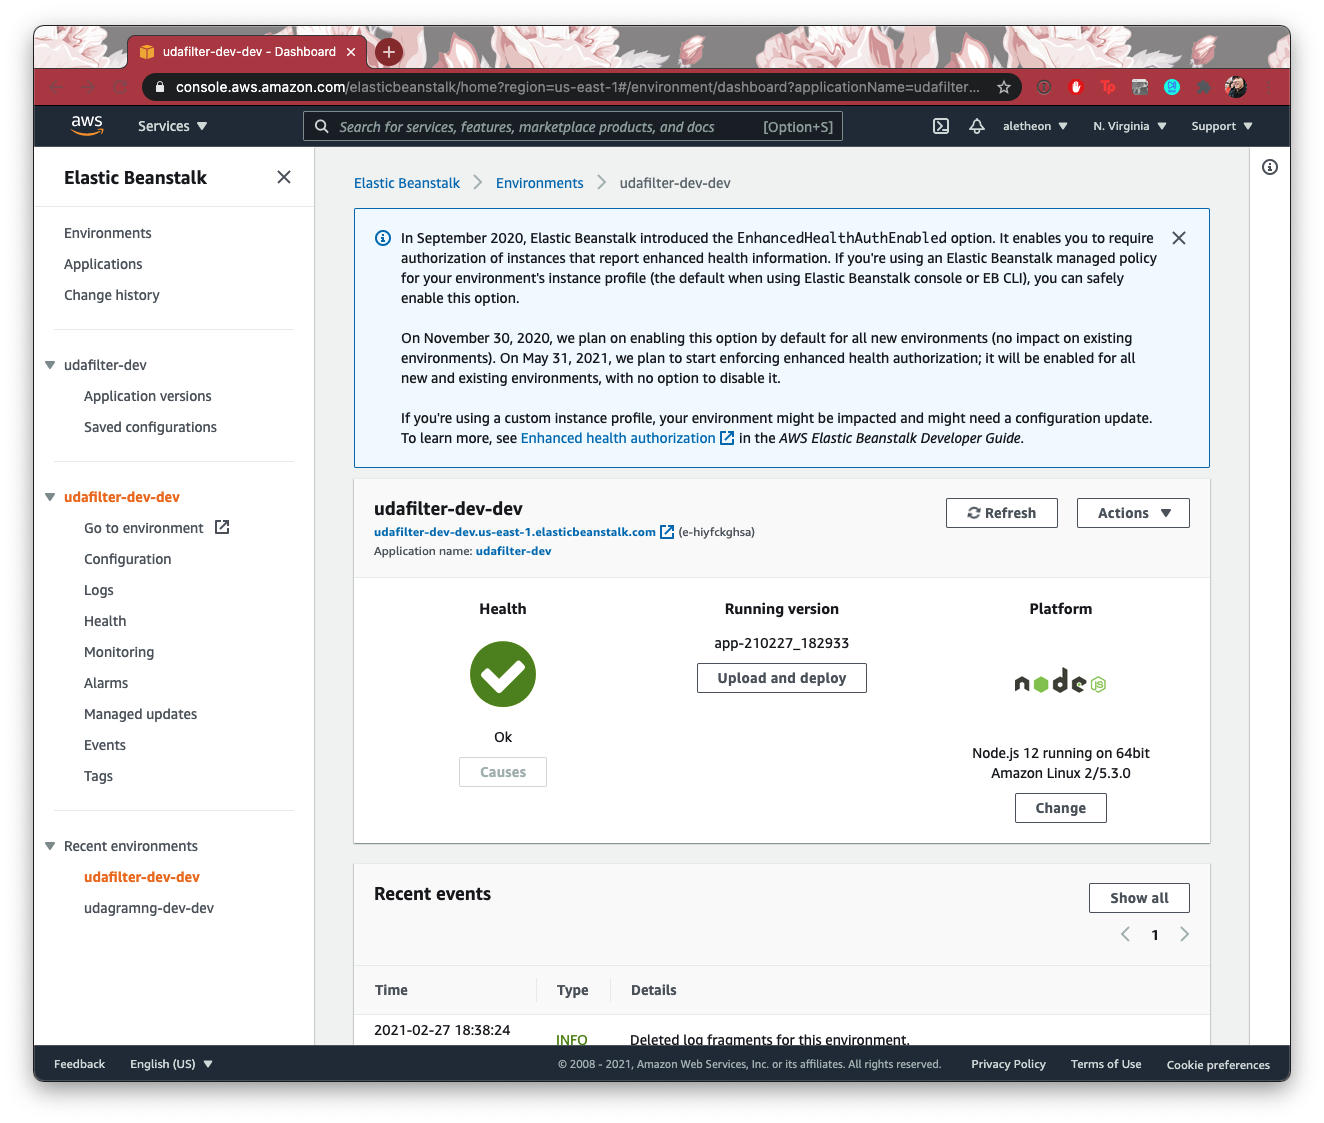 udafilter-dev-dev - Dashboard
console.aws.amazon.com/elasticbeanstalk/home?region=us-east-1#/environment/dashboard?applicationName=udafilter...
Tp
aws
Services
Search for services, features, marketplace products, and docs
[Option+S]
aletheon
N. Virginia
Support
Elastic Beanstalk
Environments
Applications
Change history
udafilter-dev
Application versions
Saved configurations
udafilter-dev-dev
Go to environment
Configuration
Logs
Health
Monitoring
Alarms
Managed updates
Events
Tags
Recent environments
udafilter-dev-dev
udagramng-dev-dev
Elastic Beanstalk
Environments
udafilter-dev-dev
In September 2020, Elastic Beanstalk introduced the EnhancedHealthAuthEnabled option. It enables you to require
authorization of instances that report enhanced health information. If you're using an Elastic Beanstalk managed policy
for your environment's instance profile (the default when using Elastic Beanstalk console or EB CLI), you can safely
enable this option.
On November 30, 2020, we plan on enabling this option by default for all new environments (no impact on existing
environments). On May 31, 2021, we plan to start enforcing enhanced health authorization; it will be enabled for all
new and existing environments, with no option to disable it.
If you're using a custom instance profile, your environment might be impacted and might need a configuration update.
To learn more, see Enhanced health authorization in the AWS Elastic Beanstalk Developer Guide.
udafilter-dev-dev
udafilter-dev-dev.us-east-1.elasticbeanstalk.com (e-hiyfckghsa)
Application name: udafilter-dev
Refresh
Actions
Health
Ok
Causes
Running version
app-210227_182933
Upload and deploy
Platform
node JS
Node.js 12 running on 64bit
Amazon Linux 2/5.3.0
Change
Recent events
Show all
1
Time
Type
Details
2021-02-27 18:38:24
INFO
Deleted log fragments for this environment.
Feedback
English (US)
© 2008 - 2021, Amazon Web Services, Inc. or its affiliates. All rights reserved.
Privacy Policy
Terms of Use
Cookie preferences